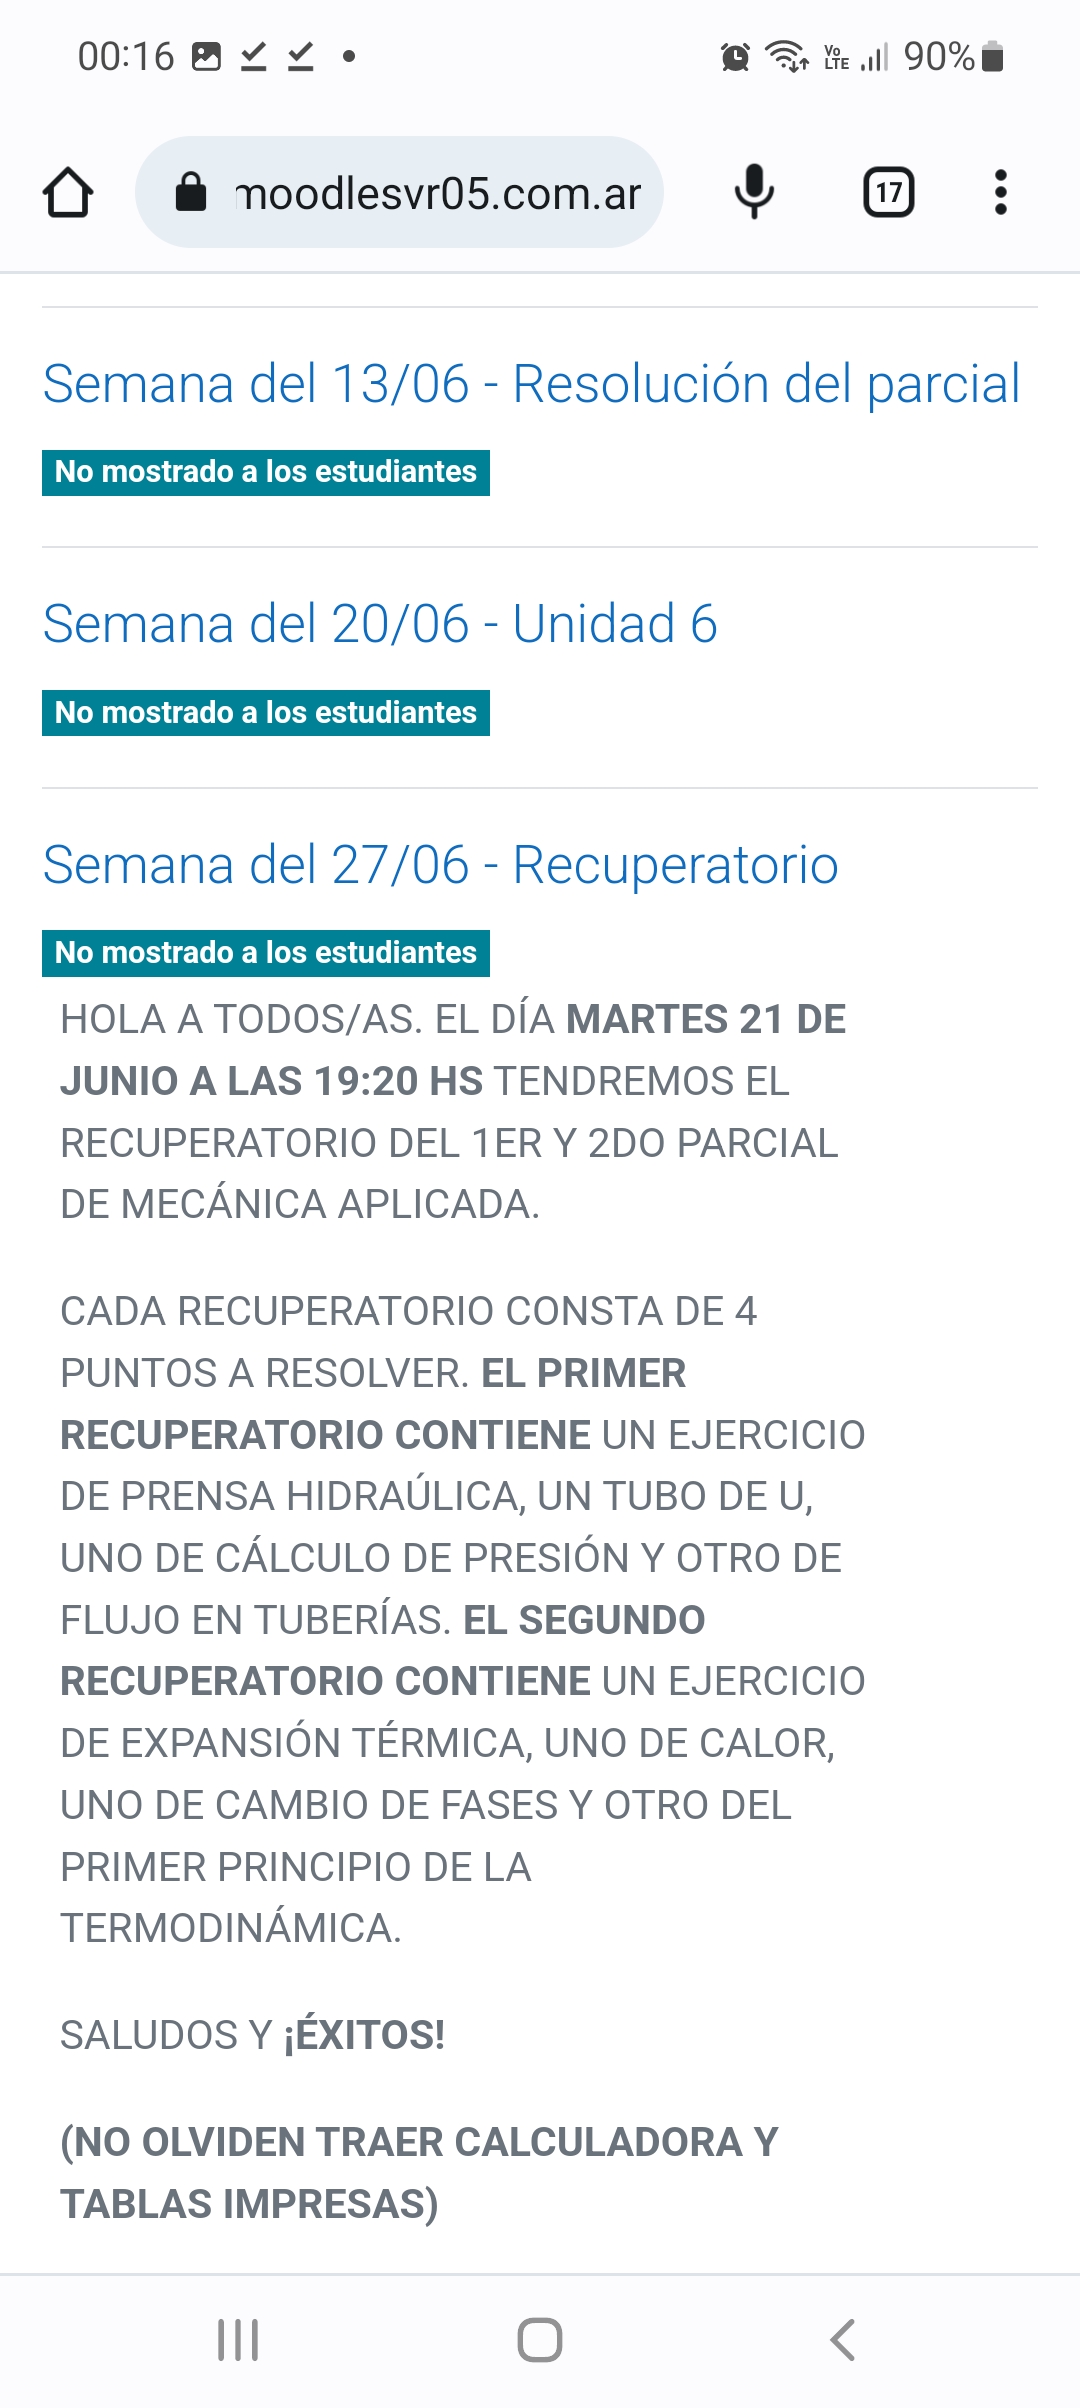 00:16
Vo LTE 90%
moodlesvr05.com.ar
17
Semana del 13/06 - Resolución del parcial
No mostrado a los estudiantes
Semana del 20/06 - Unidad 6
No mostrado a los estudiantes
Semana del 27/06 - Recuperatorio
No mostrado a los estudiantes
HOLA A TODOS/AS. EL DÍA MARTES 21 DE
JUNIO A LAS 19:20 HS TENDREMOS EL
RECUPERATORIO DEL 1ER Y 2DO PARCIAL
DE MECÁNICA APLICADA.
CADA RECUPERATORIO CONSTA DE 4
PUNTOS A RESOLVER. EL PRIMER
RECUPERATORIO CONTIENE UN EJERCICIO
DE PRENSA HIDRAÚLICA, UN TUBO DE U,
UNO DE CÁLCULO DE PRESIÓN Y OTRO DE
FLUJO EN TUBERÍAS. EL SEGUNDO
RECUPERATORIO CONTIENE UN EJERCICIO
DE EXPANSIÓN TÉRMICA, UNO DE CALOR,
UNO DE CAMBIO DE FASES Y OTRO DEL
PRIMER PRINCIPIO DE LA
TERMODINÁMICA.
SALUDOS Y ¡ÉXITOS!
(NO OLVIDEN TRAER CALCULADORA Y
TABLAS IMPRESAS)